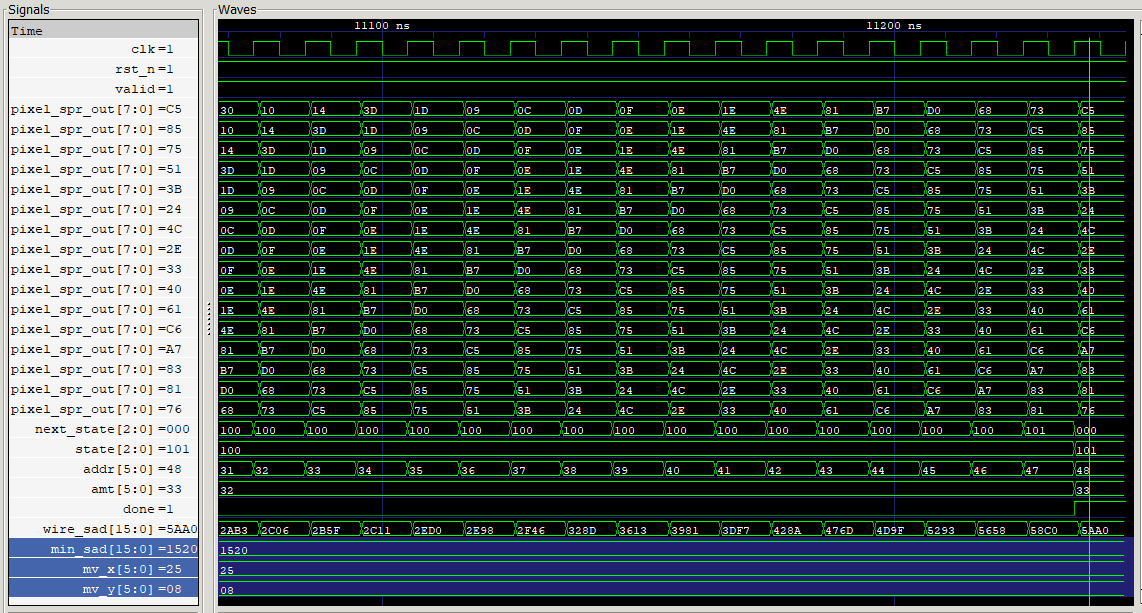 Signals
Waves
Time
11100 ns 11200 ns
clk=1
rst_n=1
valid=1
pixel_spr_out[7:0]=C5 30 10 14 3D 1D 09 0C 0D 0F 0E 1E 4E 81 B7 D0 68 73 C5
pixel_spr_out[7:0]=85 10 14 3D 1D 09 0C 0D 0F 0E 1E 4E 81 B7 D0 68 73 C5 85
pixel_spr_out[7:0]=75 14 3D 1D 09 0C 0D 0F 0E 1E 4E 81 B7 D0 68 73 C5 85 75
pixel_spr_out[7:0]=51 3D 1D 09 0C 0D 0F 0E 1E 4E 81 B7 D0 68 73 C5 85 75 51
pixel_spr_out[7:0]=3B 1D 09 0C 0D 0F 0E 1E 4E 81 B7 D0 68 73 C5 85 75 51 3B
pixel_spr_out[7:0]=24 09 0C 0D 0F 0E 1E 4E 81 B7 D0 68 73 C5 85 75 51 3B 24
pixel_spr_out[7:0]=4C 0C 0D 0F 0E 1E 4E 81 B7 D0 68 73 C5 85 75 51 3B 24 4C
pixel_spr_out[7:0]=2E 0D 0F 0E 1E 4E 81 B7 D0 68 73 C5 85 75 51 3B 24 4C 2E
pixel_spr_out[7:0]=33 0F 0E 1E 4E 81 B7 D0 68 73 C5 85 75 51 3B 24 4C 2E 33
pixel_spr_out[7:0]=40 0E 1E 4E 81 B7 D0 68 73 C5 85 75 51 3B 24 4C 2E 33 40
pixel_spr_out[7:0]=61 1E 4E 81 B7 D0 68 73 C5 85 75 51 3B 24 4C 2E 33 40 61
pixel_spr_out[7:0]=C6 4E 81 B7 D0 68 73 C5 85 75 51 3B 24 4C 2E 33 40 61 C6
pixel_spr_out[7:0]=A7 81 B7 D0 68 73 C5 85 75 51 3B 24 4C 2E 33 40 61 C6 A7
pixel_spr_out[7:0]=83 B7 D0 68 73 C5 85 75 51 3B 24 4C 2E 33 40 61 C6 A7 83
pixel_spr_out[7:0]=81 D0 68 73 C5 85 75 51 3B 24 4C 2E 33 40 61 C6 A7 83 81
pixel_spr_out[7:0]=76 68 73 C5 85 75 51 3B 24 4C 2E 33 40 61 C6 A7 83 81 76
next_state[2:0]=000 100 100 100 100 100 100 100 100 100 100 100 100 100 100 100 100 101 000
state[2:0]=101 100 101
addr[5:0]=48 31 32 33 34 35 36 37 38 39 40 41 42 43 44 45 46 47 48
amt[5:0]=33 32 33
done=1
wire_sad[15:0]=5AA0 2AB3 2C06 2B5F 2C11 2ED0 2E98 2F46 328D 3613 3981 3DF7 428A 476D 4D9F 5293 5658 58C0 5AA0
min_sad[15:0]=1520 1520
mv_x[5:0]=25 25
mv_y[5:0]=08 08